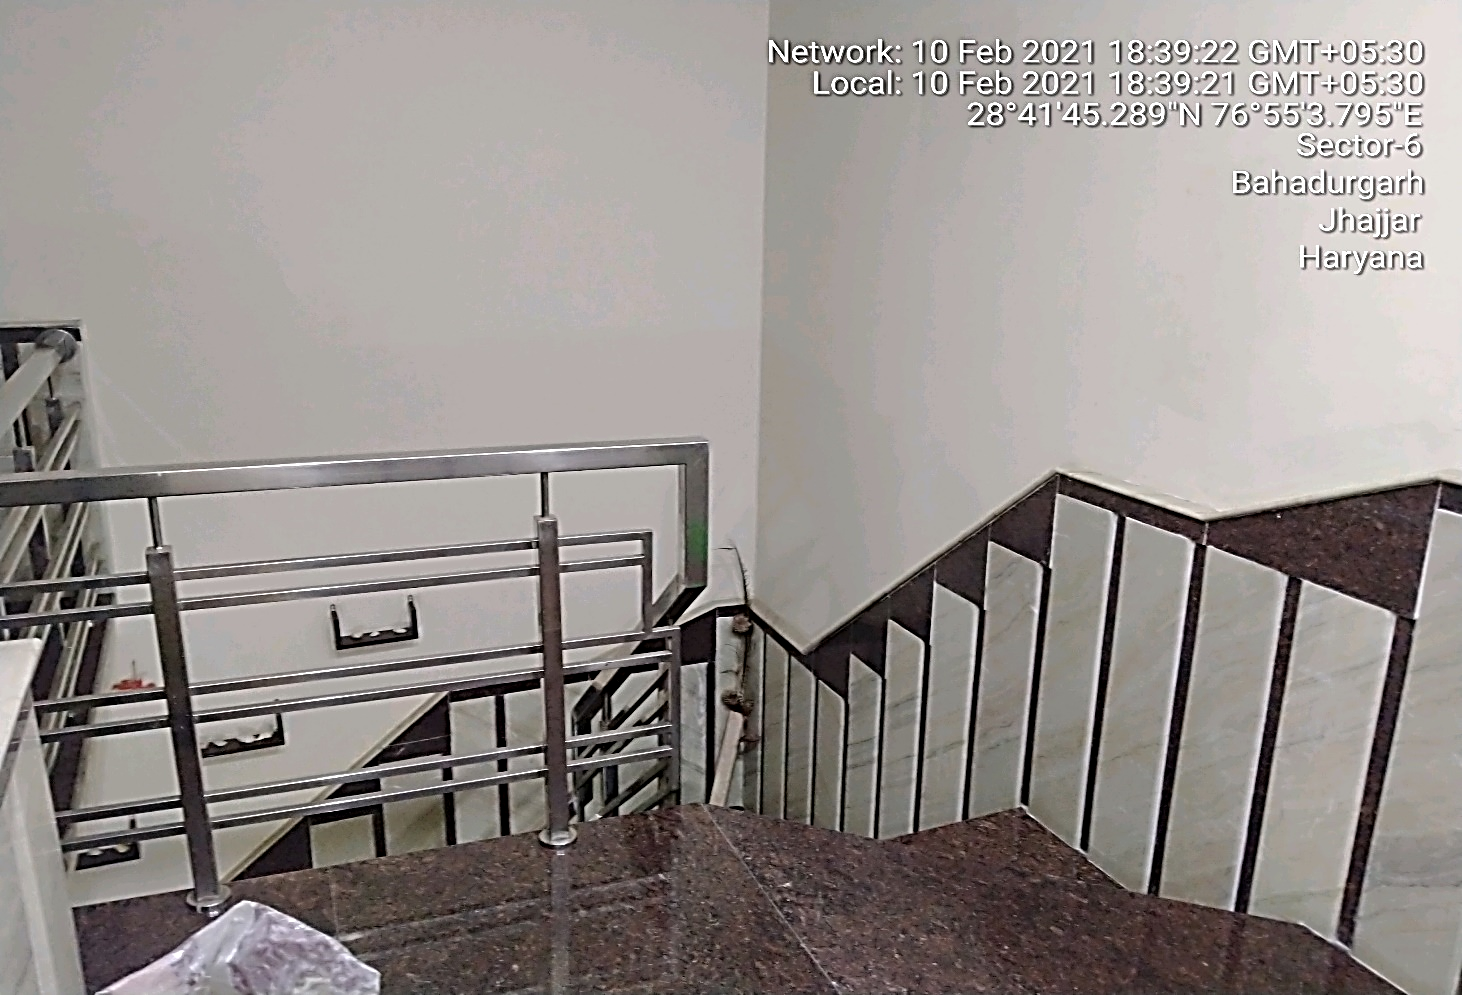 Network: 10 Feb 2021 18:39:22 GMT+05:30
Local: 10 Feb 2021 18:39:21 GMT+05:30
28°41'45.289"N 76°55'3.795"E
Sector-6
Bahadurgarh
Jhajjar
Haryana